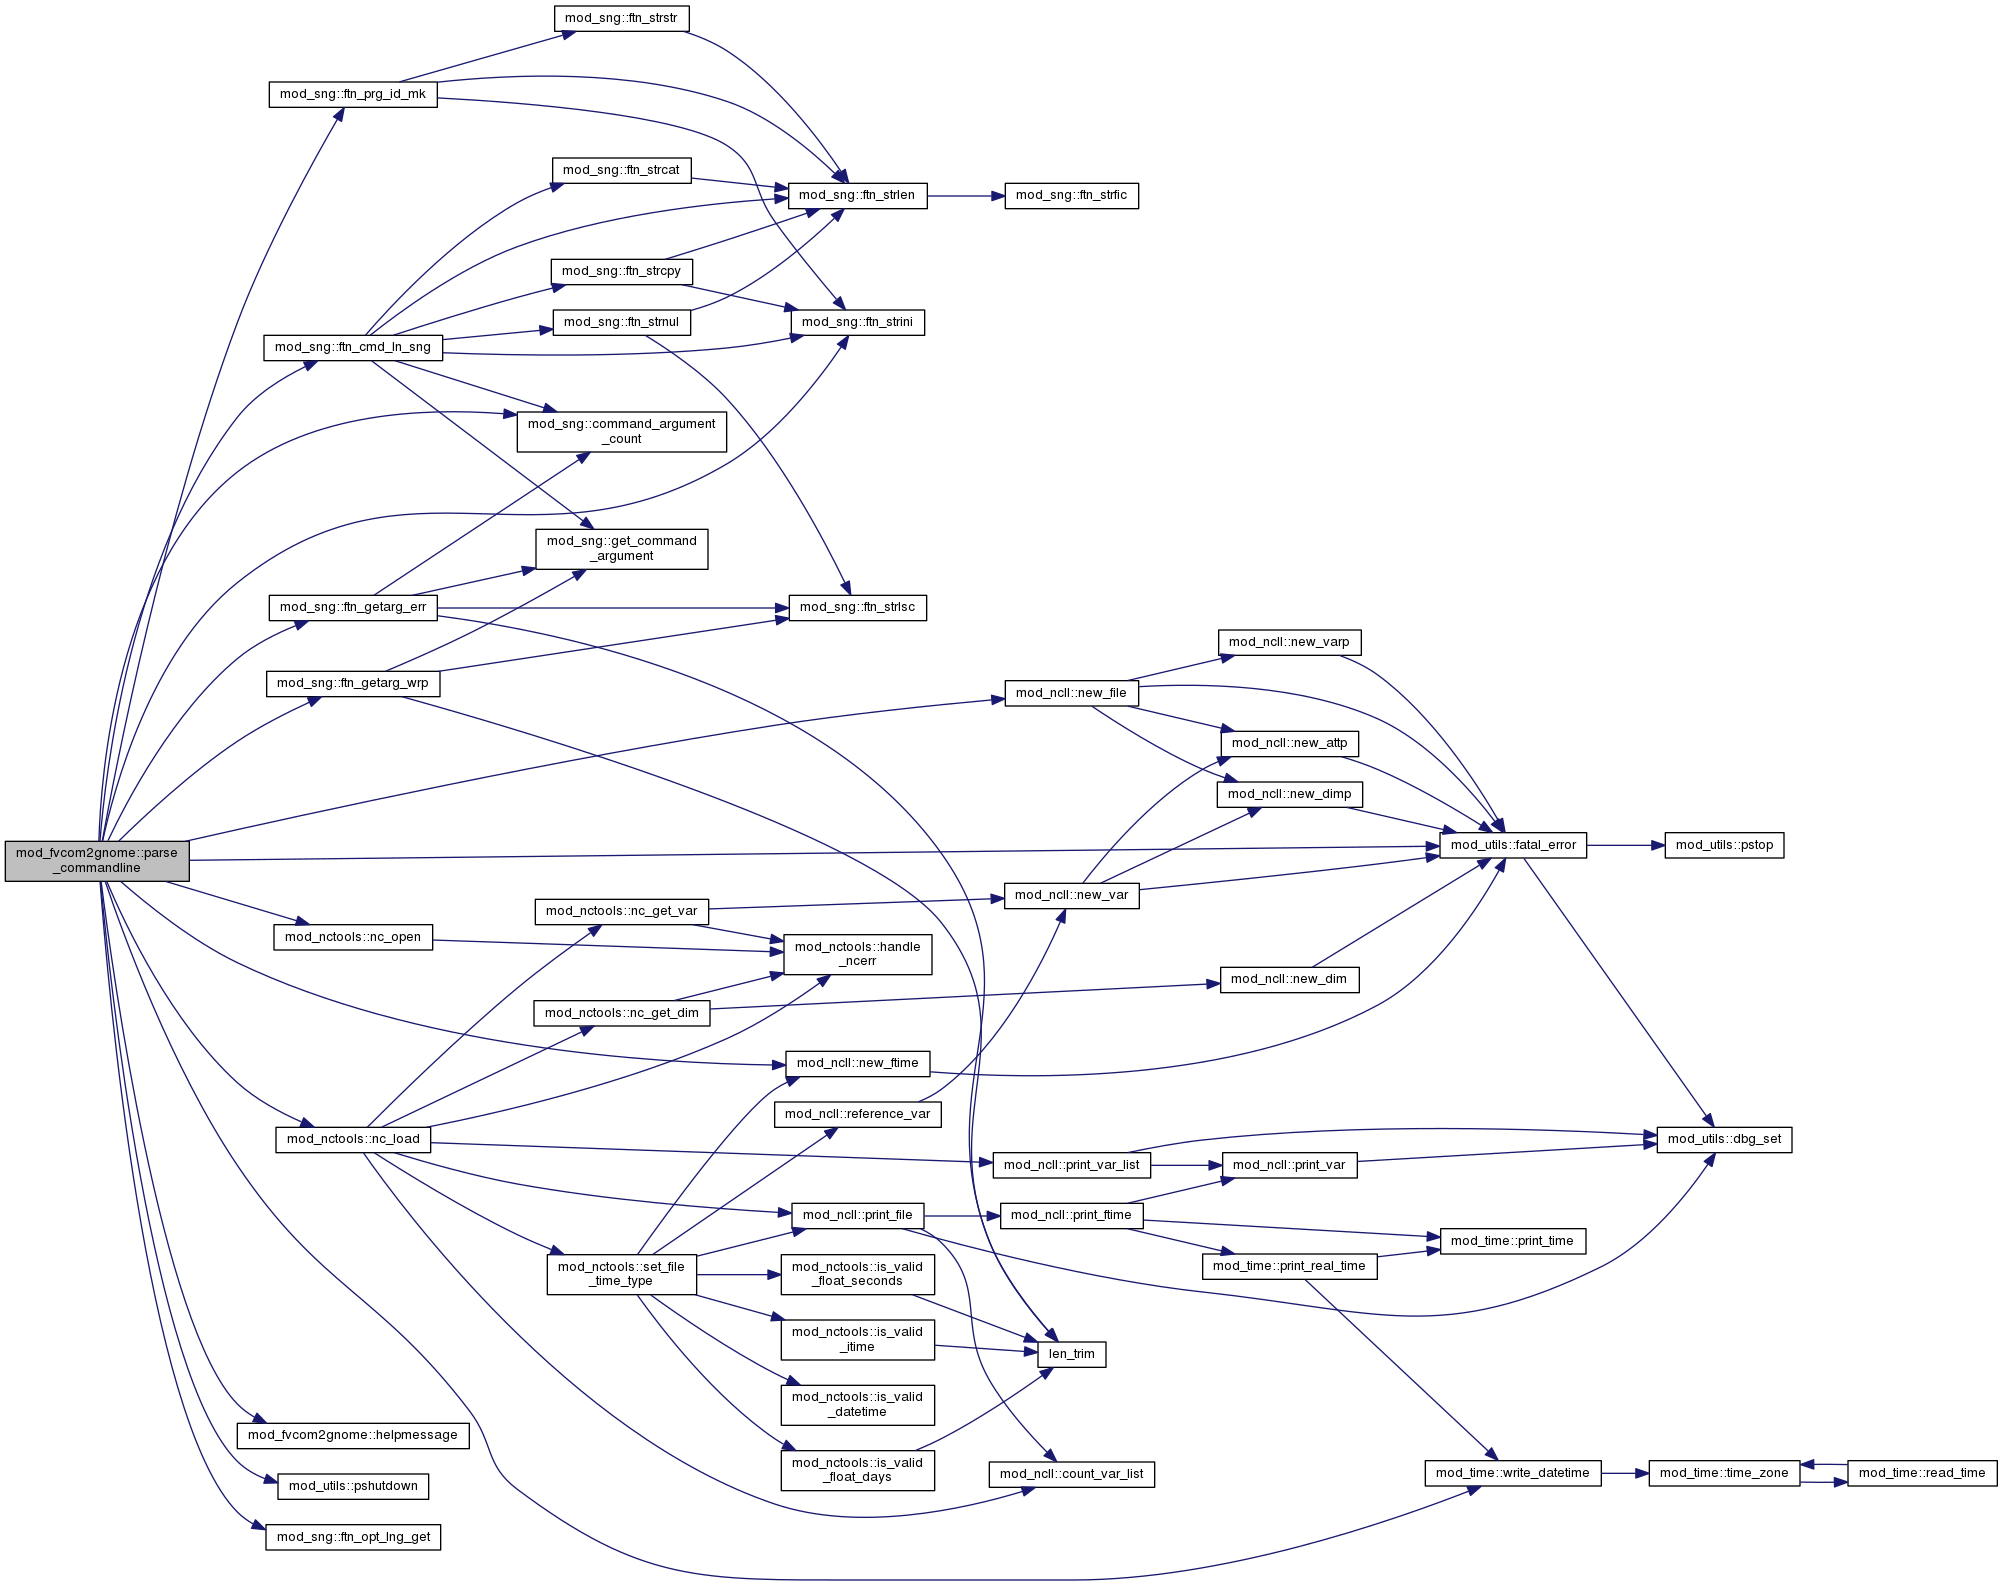 mod_sng::ftn_strstr
mod_sng::ftn_prg_id_mk
mod_sng::ftn_strcat
mod_sng::ftn_strlen
mod_sng::ftn_strfic
mod_sng::ftn_strcpy
mod_sng::ftn_strnul
mod_sng::ftn_strini
mod_sng::ftn_cmd_ln_sng
mod_sng::command_argument
_count
mod_sng::get_command
_argument
mod_sng::ftn_getarg_err
mod_sng::ftn_strlsc
mod_ncll::new_varp
mod_sng::ftn_getarg_wrp
mod_ncll::new_file
mod_ncll::new_attp
mod_ncll::new_dimp
mod_utils::fatal_error
mod_utils::pstop
mod_fvcom2gnome::parse
_commandline
mod_ncll::new_var
mod_nctools::nc_get_var
mod_nctools::nc_open
mod_nctools::handle
_ncerr
mod_ncll::new_dim
mod_nctools::nc_get_dim
mod_ncll::new_ftime
mod_ncll::reference_var
mod_nctools::nc_load
mod_utils::dbg_set
mod_ncll::print_var_list
mod_ncll::print_var
mod_ncll::print_file
mod_ncll::print_ftime
mod_time::print_time
mod_time::print_real_time
mod_nctools::set_file
_time_type
mod_nctools::is_valid
_float_seconds
mod_nctools::is_valid
_itime
len_trim
mod_nctools::is_valid
_datetime
mod_fvcom2gnome::helpmessage
mod_nctools::is_valid
_float_days
mod_ncll::count_var_list
mod_time::write_datetime
mod_time::time_zone
mod_time::read_time
mod_utils::pshutdown
mod_sng::ftn_opt_lng_get